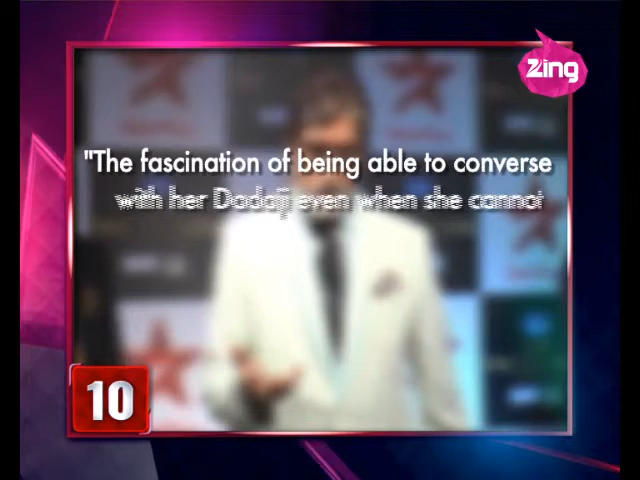 Zing
"The fascination of being able to converse
with her Dadaji even when she cannot
10